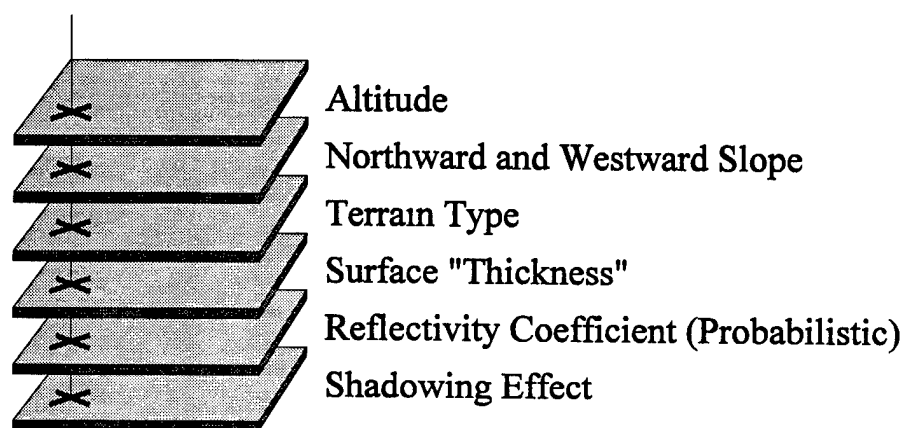 Altitude
Northward and Westward Slope
Terrain Type
Surface "Thickness"
Reflectivity Coefficient (Probabilistic)
Shadowing Effect